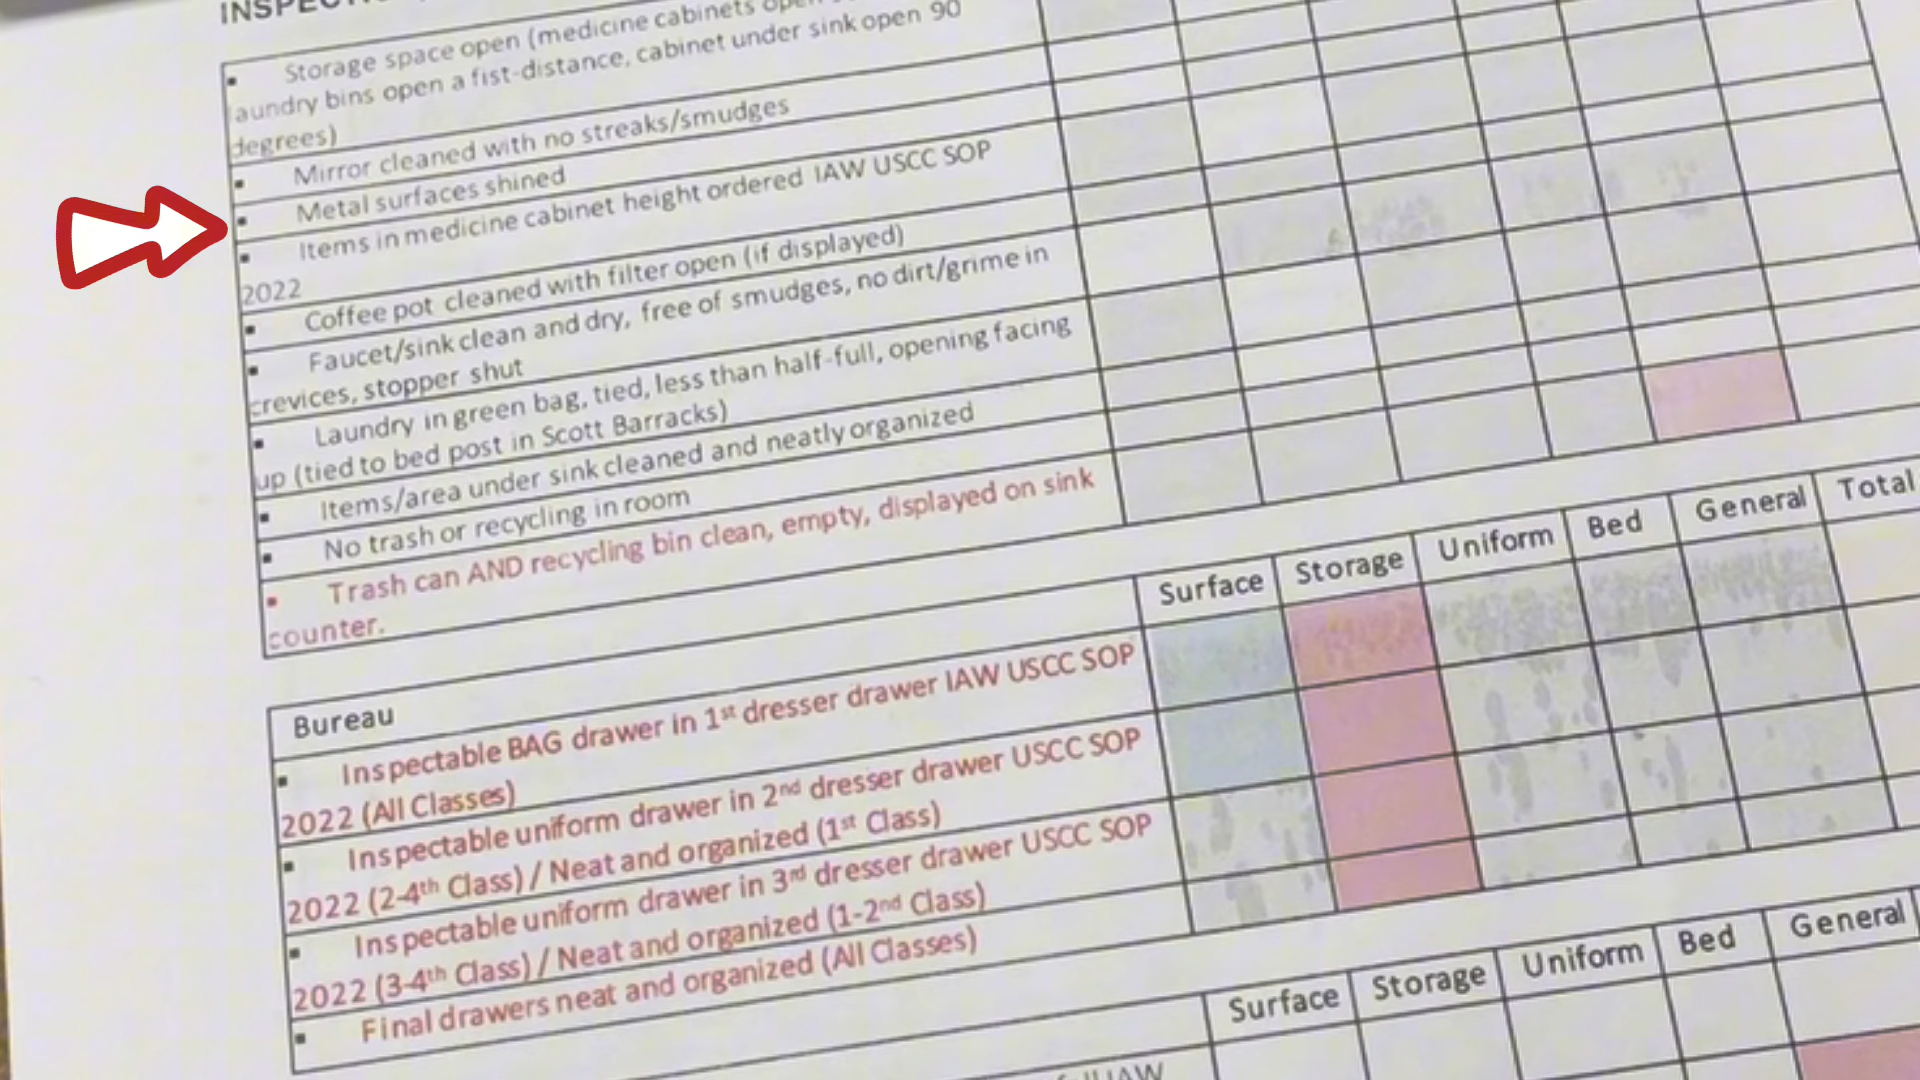 Storage space open (medicine cabinets
laundry bins open a fist-distance, cabinet under sink open 90
degrees)
▪ Mirror cleaned with no streaks/smudges
▪ Metal surfaces shined
▪ Items in medicine cabinet height ordered IAW USCC SOP
2022
▪ Coffee pot cleaned with filter open (if displayed)
▪ Faucet/sink clean and dry, free of smudges, no dirt/grime in
crevices, stopper shut
▪ Laundry in green bag, tied, less than half-full, opening facing
up (tied to bed post in Scott Barracks)
▪ Items/area under sink cleaned and neatly organized
▪ No trash or recycling in room
▪ Trash can AND recycling bin clean, empty, displayed on sink
counter.
Bureau Surface Storage Uniform Bed General Total
▪ Inspectable BAG drawer in 1st dresser drawer IAW USCC SOP
2022 (All Classes)
▪ Inspectable uniform drawer in 2nd dresser drawer USCC SOP
2022 (2-4th Class) / Neat and organized (1st Class)
▪ Inspectable uniform drawer in 3rd dresser drawer USCC SOP
2022 (3-4th Class) / Neat and organized (1-2nd Class)
▪ Final drawers neat and organized (All Classes)
Surface Storage Uniform Bed General
IAW